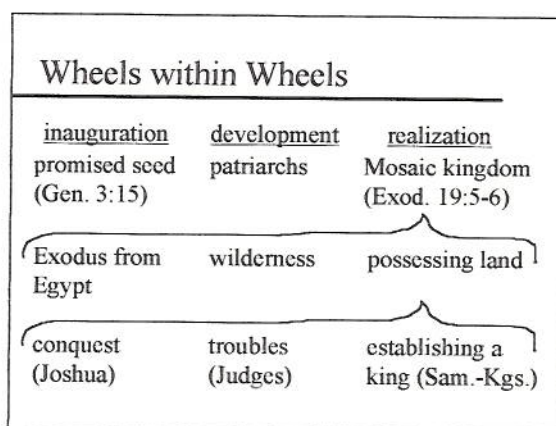 Wheels within Wheels
inauguration development realization
promised seed patriarchs Mosaic kingdom
(Gen. 3:15) (Exod. 19:5-6)
Exodus from wilderness possessing land
Egypt
conquest troubles establishing a
(Joshua) (Judges) king (Sam.-Kgs.)